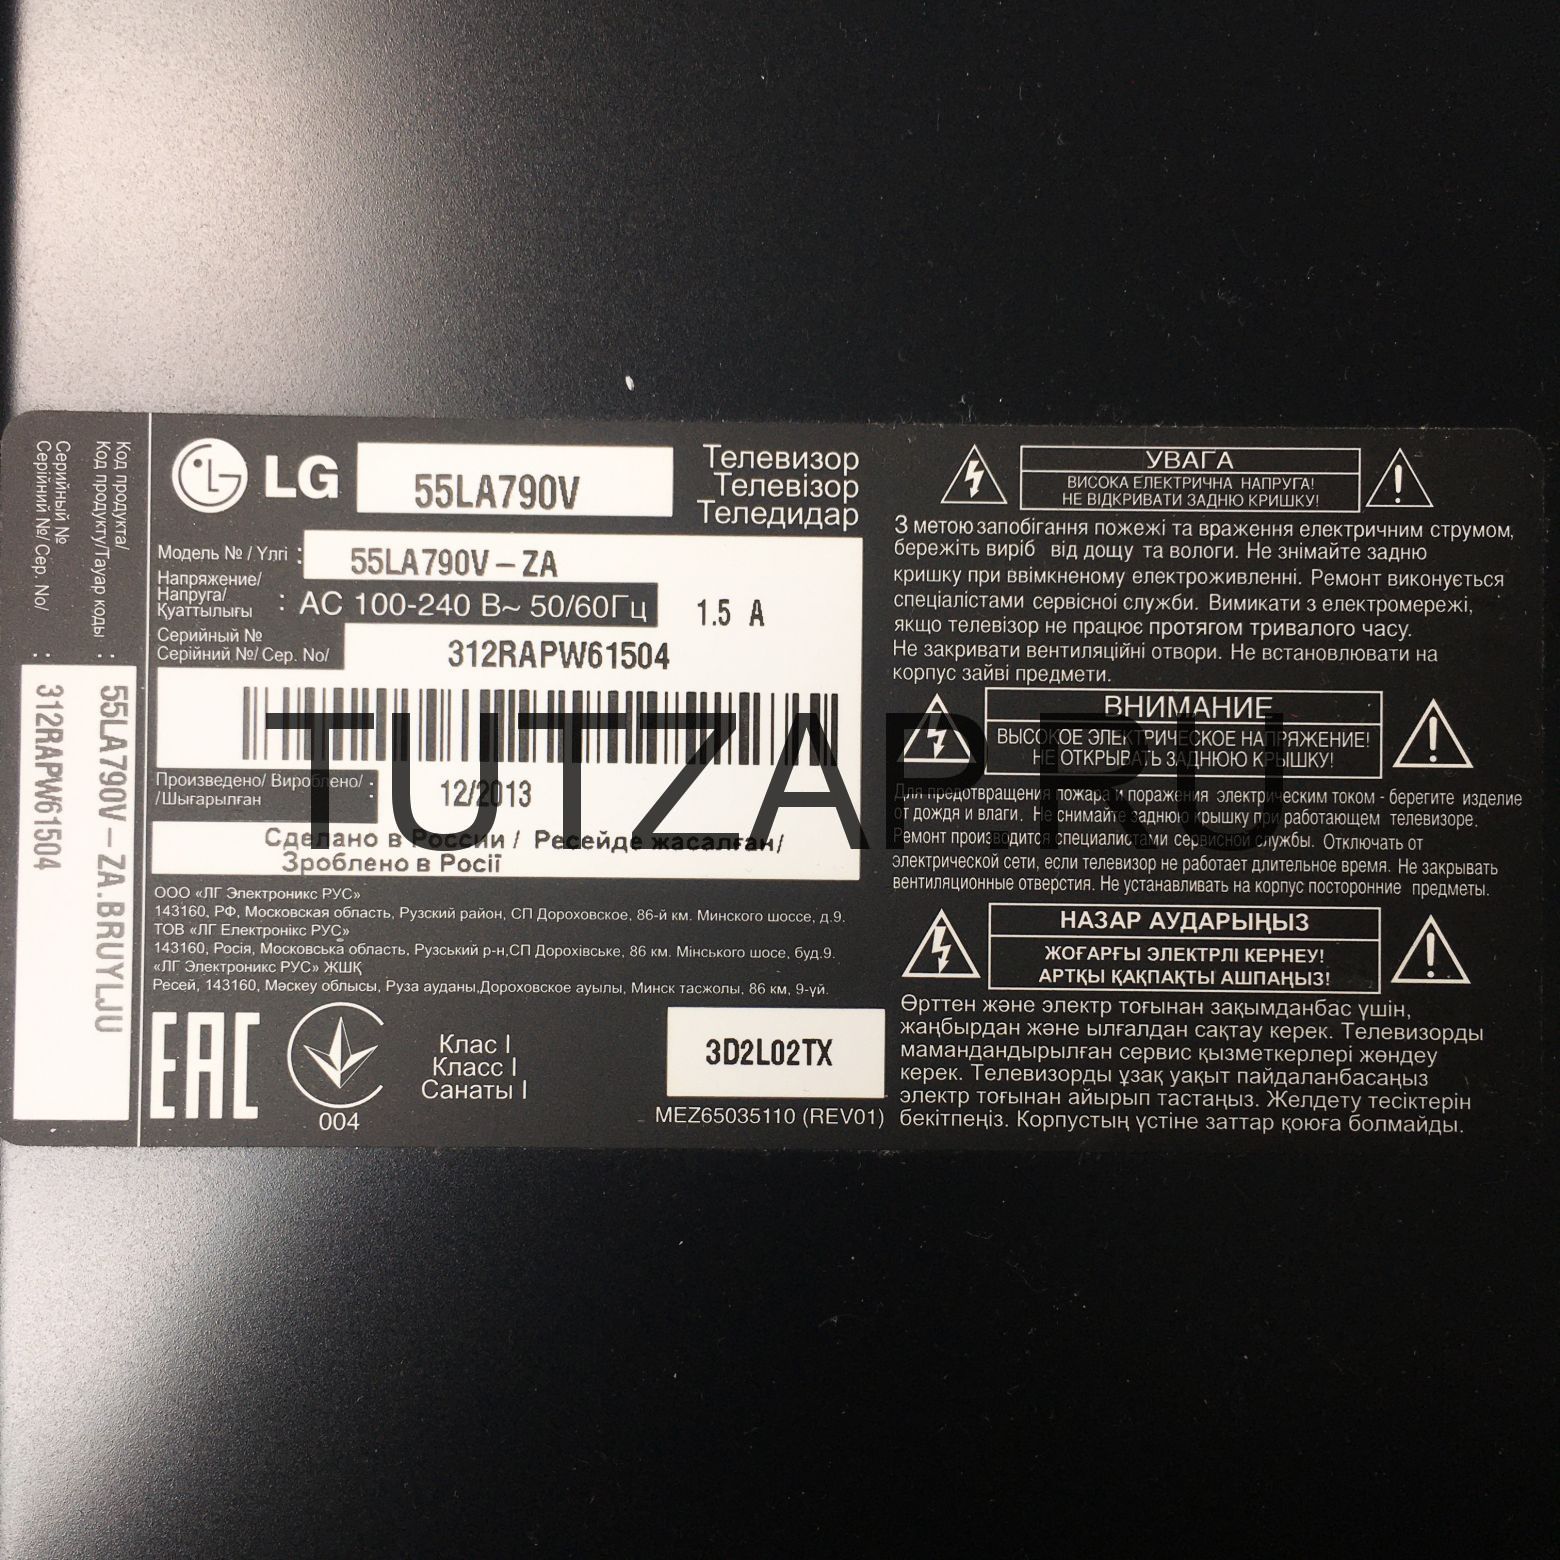 Код продукта/
Код продукту/Тауар коды :
Серийный №
Серійний №/Сер. No/ :
55LA790V-ZA.BRUYLJU
312RAPW61504
LG
55LA790V
Телевизор
Телевізор
Теледидар
Модель № / Үлгі : 55LA790V-ZA
Напряжение/
Напруга/
Қуаттылығы : AC 100-240 В~ 50/60Гц 1.5 A
Серийный №
Серійний №/ Сер. No/ 312RAPW61504
Произведено/ Вироблено/ :
/Шығарылған
12/2013
Сделано в России / Ресейде жасалған/
Зроблено в Росії
ООО «ЛГ Электроникс РУС»
143160, РФ, Московская область, Рузский район, СП Дороховское, 86-й км. Минского шоссе, д.9.
ТОВ «ЛГ Електронікс РУС»
143160, Росія, Московська область, Рузський р-н,СП Дорохівське, 86 км. Мінського шосе, буд.9.
«ЛГ Электроникс РУС» ЖШҚ
Ресей, 143160, Мәскеу облысы, Руза ауданы,Дороховское ауылы, Минск тасжолы, 86 км, 9-үй.
EAC
004
Клас I
Класс I
Санаты I
3D2L02TX
MEZ65035110 (REV01)
УВАГА
ВИСОКА ЕЛЕКТРИЧНА НАПРУГА!
НЕ ВІДКРИВАТИ ЗАДНЮ КРИШКУ!
З метою запобігання пожежі та враження електричним струмом,
бережіть виріб від дощу та вологи. Не знімайте задню
кришку при ввімкненому електроживленні. Ремонт виконується
спеціалістами сервісної служби. Вимикати з електромережі,
якщо телевізор не працює протягом тривалого часу.
Не закривати вентиляційні отвори. Не встановлювати на
корпус зайві предмети.
ВНИМАНИЕ
ВЫСОКОЕ ЭЛЕКТРИЧЕСКОЕ НАПРЯЖЕНИЕ!
НЕ ОТКРЫВАТЬ ЗАДНЮЮ КРЫШКУ!
Для предотвращения пожара и поражения электрическим током - берегите изделие
от дождя и влаги. Не снимайте заднюю крышку при работающем телевизоре.
Ремонт производится специалистами сервисной службы. Отключать от
электрической сети, если телевизор не работает длительное время. Не закрывать
вентиляционные отверстия. Не устанавливать на корпус посторонние предметы.
НАЗАР АУДАРЫҢЫЗ
ЖОҒАРҒЫ ЭЛЕКТРЛІ КЕРНЕУ!
АРТҚЫ ҚАҚПАҚТЫ АШПАҢЫЗ!
Өрттен және электр тоғынан зақымданбас үшін,
жаңбырдан және ылғалдан сақтау керек. Телевизорды
мамандандырылған сервис қызметкерлері жөндеу
керек. Телевизорды ұзақ уақыт пайдаланбасаңыз
электр тоғынан айырып тастаңыз. Желдету тесіктерін
бекітпеңіз. Корпустың үстіне заттар қоюға болмайды.
TUTZAP.RU